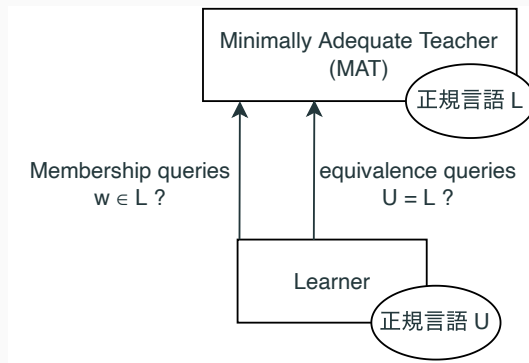 Minimally Adequate Teacher
(MAT)
正規言語 L
Membership queries
w ∈ L ?
equivalence queries
U = L ?
Learner
正規言語 U